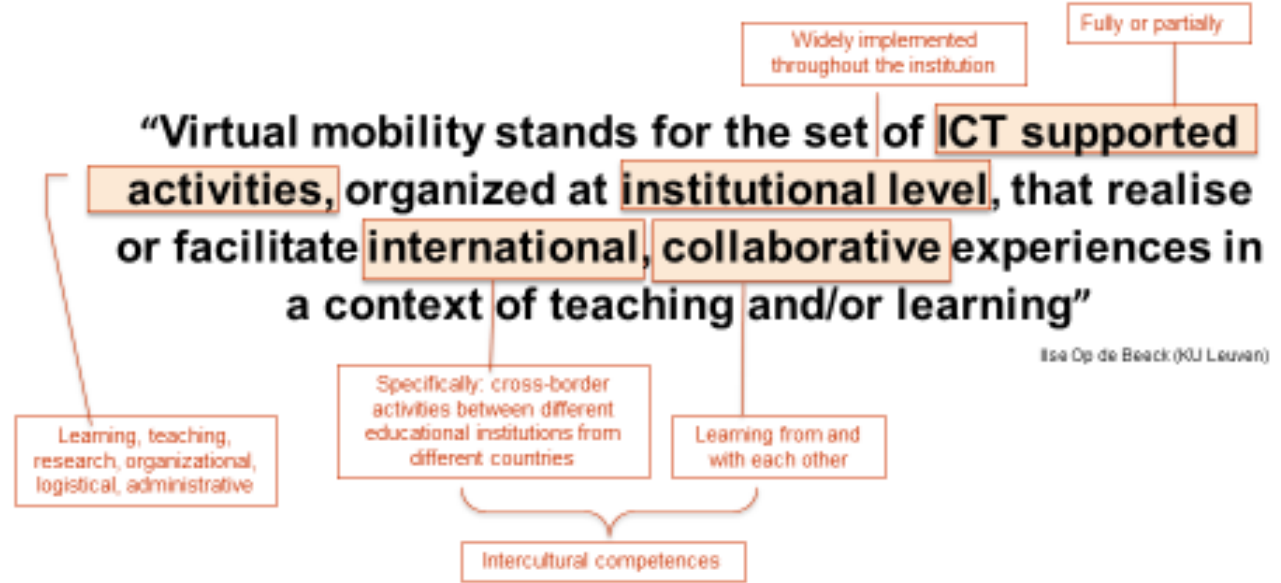 Fully or partially
Widely implemented
throughout the institution
“Virtual mobility stands for the set of ICT supported
activities, organized at institutional level, that realise
or facilitate international, collaborative experiences in
a context of teaching and/or learning”
Ilse Op de Beeck (KU Leuven)
Specifically: cross-border
activities between different
educational institutions from
different countries
Learning, teaching,
research, organizational,
logistical, administrative
Learning from and
with each other
Intercultural competences